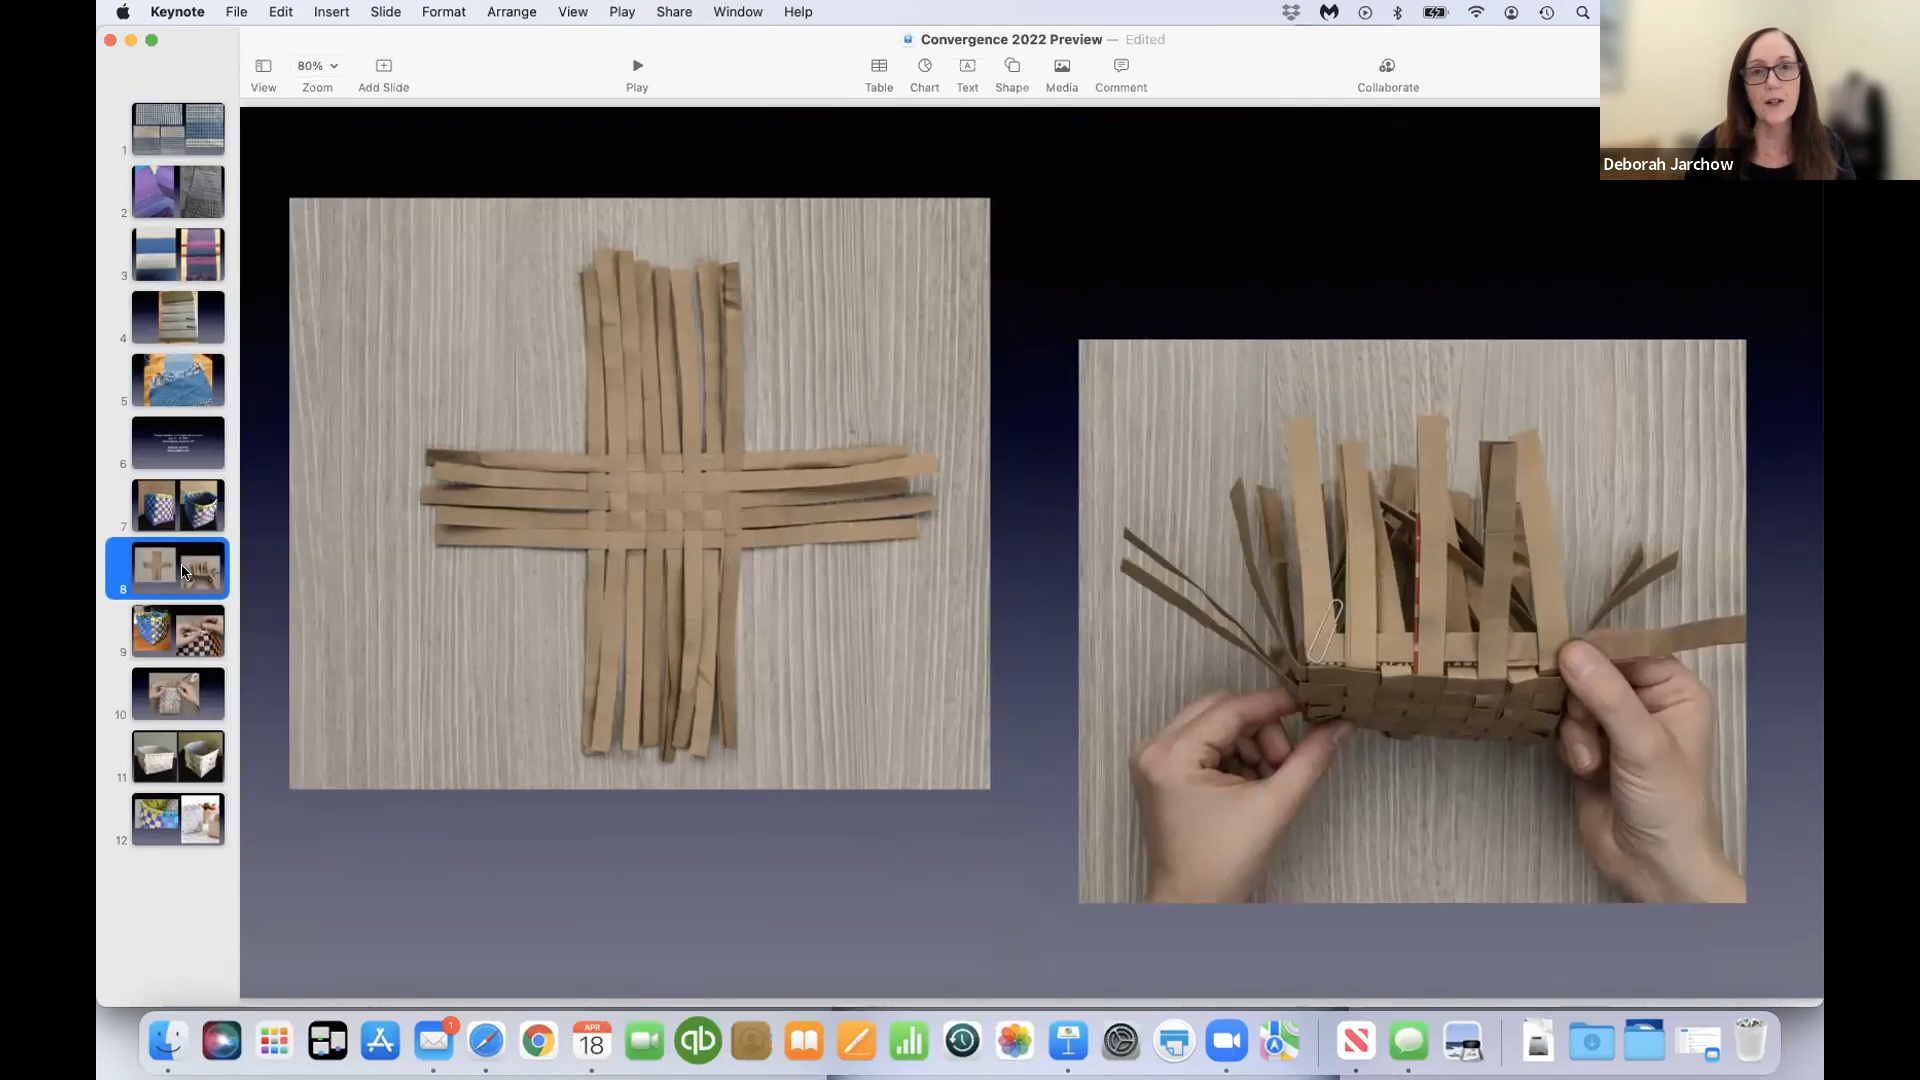 Keynote File Edit Insert Slide Format Arrange View Play Share Window Help
Convergence 2022 Preview — Edited
80%
View Zoom Add Slide Play Table Chart Text Shape Media Comment Collaborate
Deborah Jarchow
1
2
3
4
5
6
7
8
9
10
11
12
1
APR
18
qb